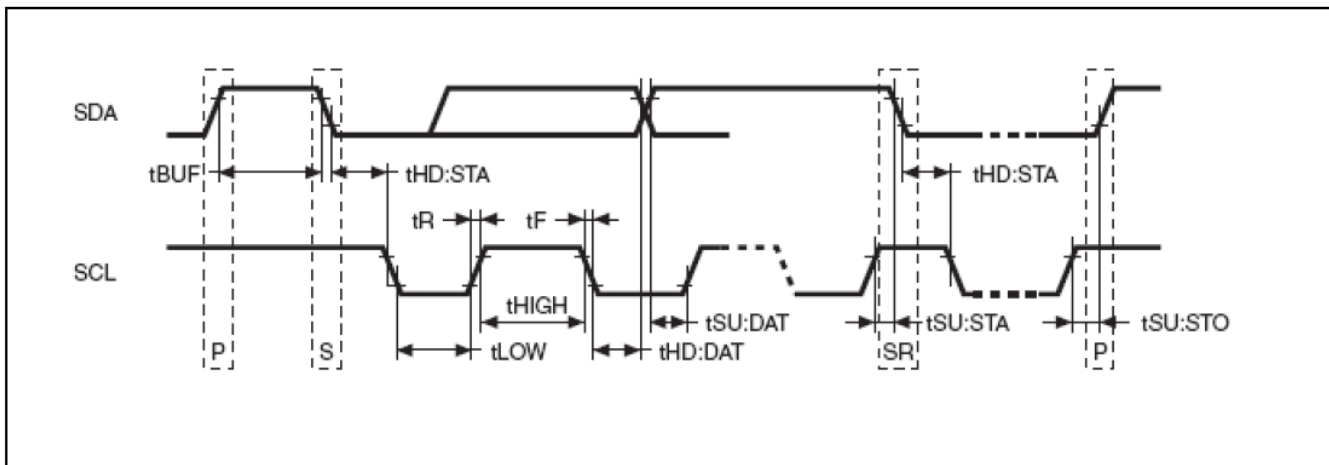 SDA
tBUF tHD:STA tHD:STA
tR tF
SCL
tHIGH tSU:DAT tSU:STA tSU:STO
P S tLOW tHD:DAT SR P